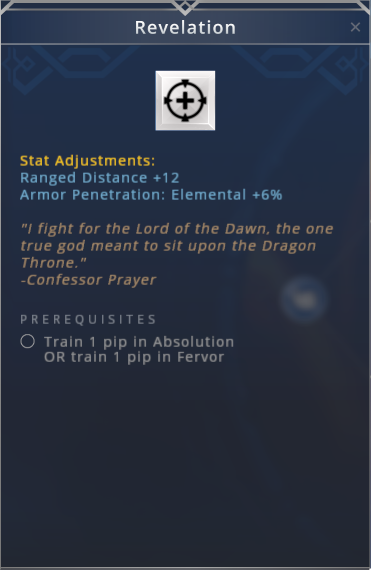 Revelation
Stat Adjustments:
Ranged Distance +12
Armor Penetration: Elemental +6%
"I fight for the Lord of the Dawn, the one
true god meant to sit upon the Dragon
Throne."
-Confessor Prayer
PREREQUISITES
Train 1 pip in Absolution
OR train 1 pip in Fervor